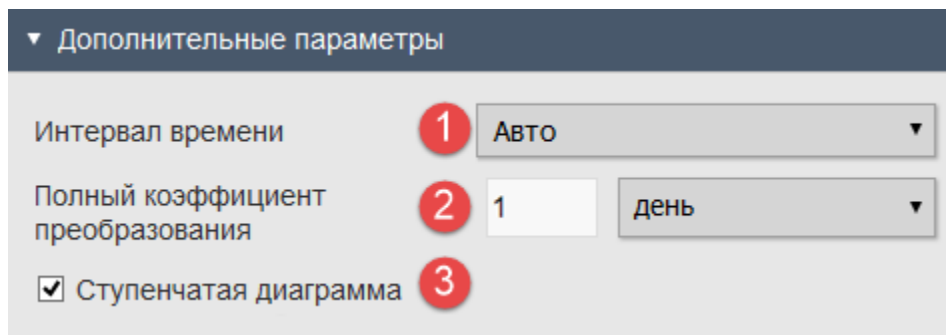 Дополнительные параметры
Интервал времени 1 Авто
Полный коэффициент
преобразования 2 1 день
Ступенчатая диаграмма 3